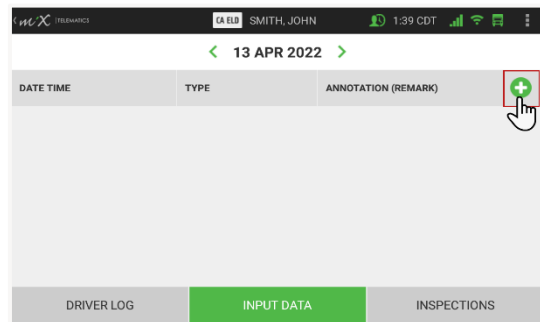 miX TELEMATICS CA ELD SMITH, JOHN 1:39 CDT
< 13 APR 2022 >
DATE TIME TYPE ANNOTATION (REMARK)
DRIVER LOG INPUT DATA INSPECTIONS